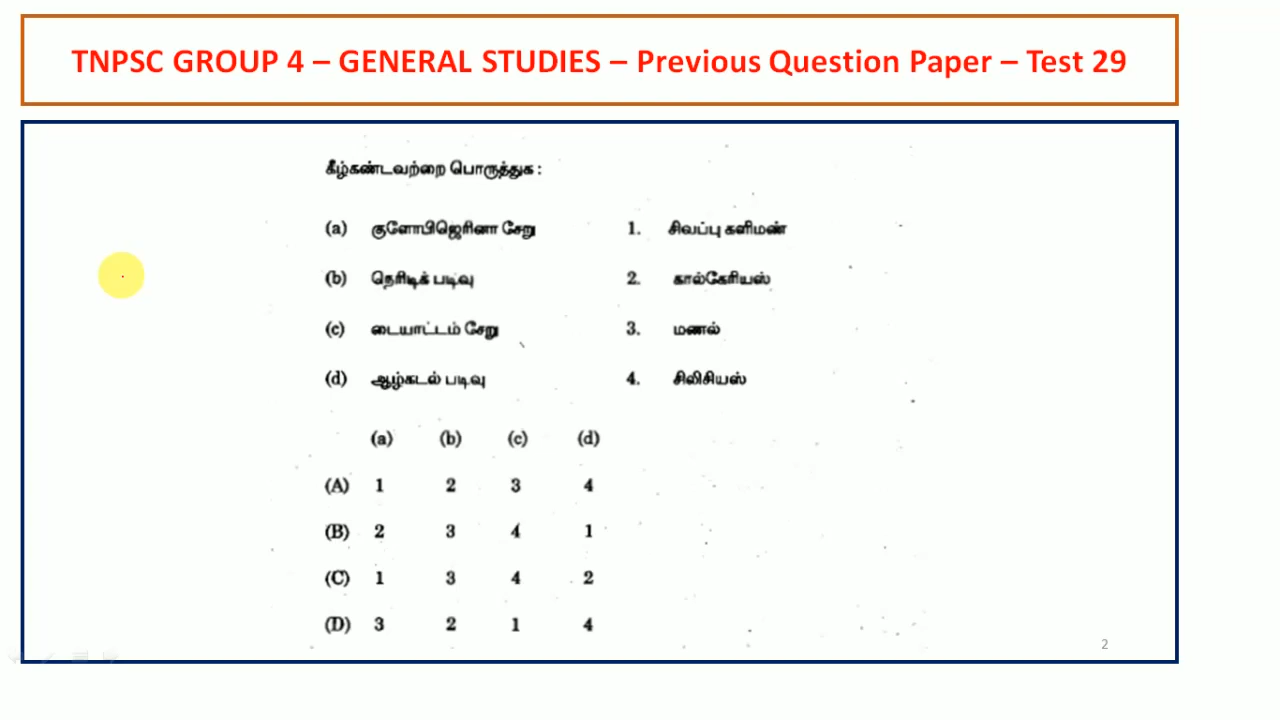 TNPSC GROUP 4 – GENERAL STUDIES – Previous Question Paper – Test 29
கீழ்கண்டவற்றை பொருத்துக :
(a) குளோபிஜெரினா சேறு 1. சிவப்பு களிமண்
(b) தெரிடிக் படிவு 2. கால்கேரியஸ்
(c) டையாட்டம் சேறு 3. மணல்
(d) ஆழ்கடல் படிவு 4. சிலிசியஸ்
(a) (b) (c) (d)
(A) 1 2 3 4
(B) 2 3 4 1
(C) 1 3 4 2
(D) 3 2 1 4
2